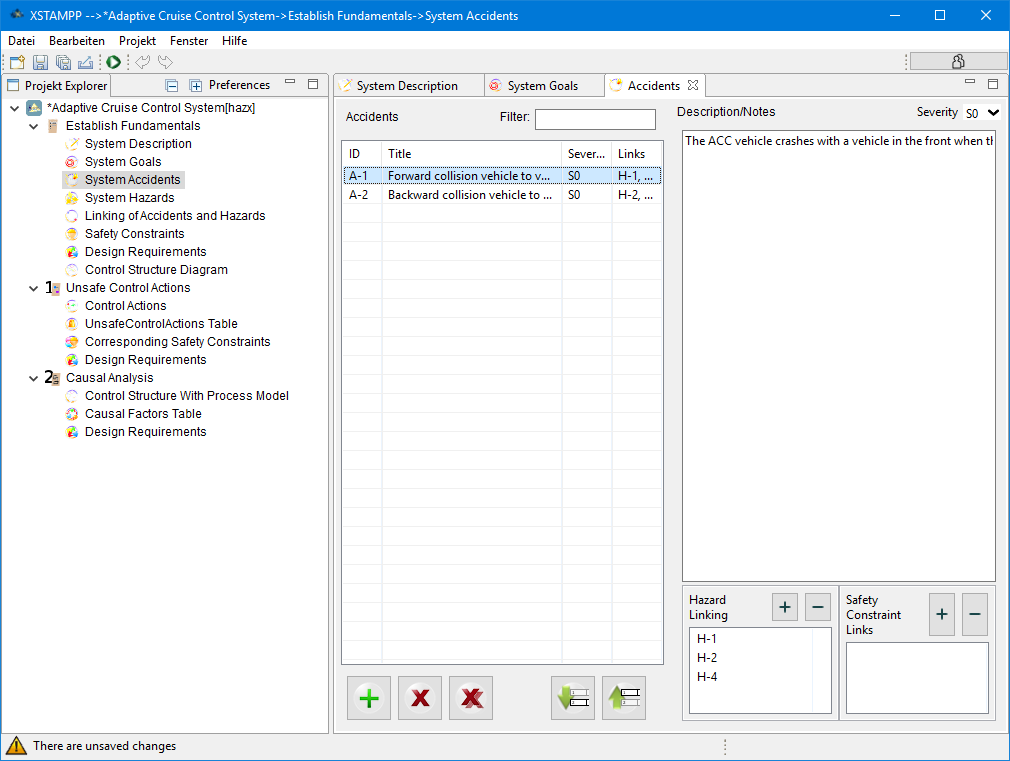 XSTAMPP -->*Adaptive Cruise Control System->Establish Fundamentals->System Accidents
Datei Bearbeiten Projekt Fenster Hilfe
Projekt Explorer Preferences
*Adaptive Cruise Control System[hazx]
Establish Fundamentals
System Description
System Goals
System Accidents
System Hazards
Linking of Accidents and Hazards
Safety Constraints
Design Requirements
Control Structure Diagram
1 Unsafe Control Actions
Control Actions
UnsafeControlActions Table
Corresponding Safety Constraints
Design Requirements
2 Causal Analysis
Control Structure With Process Model
Causal Factors Table
Design Requirements
System Description System Goals Accidents
Accidents Filter:
ID Title Sever... Links
A-1 Forward collision vehicle to v... S0 H-1, ...
A-2 Backward collision vehicle to ... S0 H-2, ...
Description/Notes Severity S0
The ACC vehicle crashes with a vehicle in the front when th
Hazard
Linking
H-1
H-2
H-4
Safety
Constraint
Links
There are unsaved changes